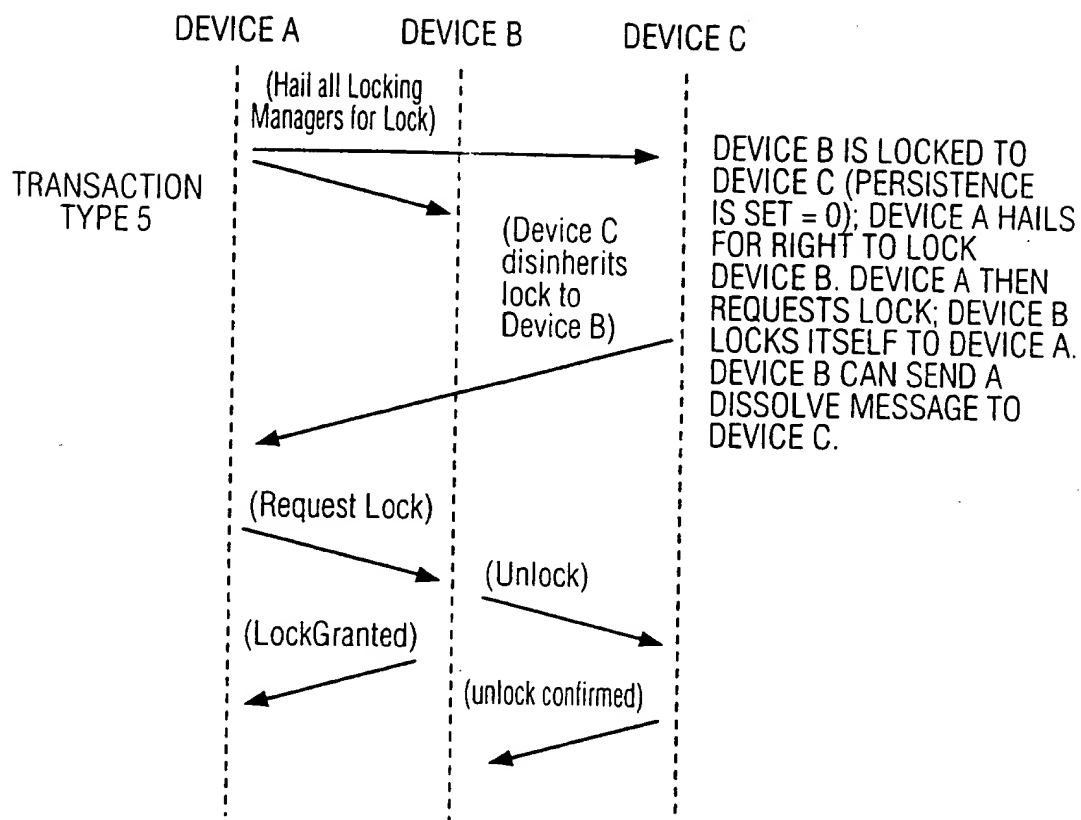 DEVICE A
DEVICE B
DEVICE C
(Hail all Locking
Managers for Lock)
TRANSACTION
TYPE 5
DEVICE B IS LOCKED TO
DEVICE C (PERSISTENCE
IS SET = 0); DEVICE A HAILS
FOR RIGHT TO LOCK
DEVICE B. DEVICE A THEN
REQUESTS LOCK; DEVICE B
LOCKS ITSELF TO DEVICE A.
DEVICE B CAN SEND A
DISSOLVE MESSAGE TO
DEVICE C.
(Device C
disinherits
lock to
Device B)
(Request Lock)
(Unlock)
(LockGranted)
(unlock confirmed)